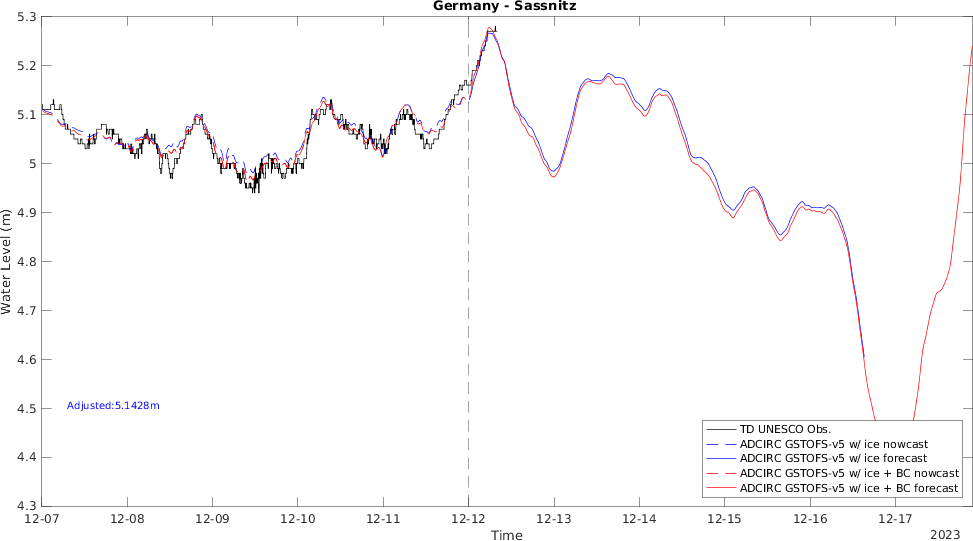 Germany - Sassnitz
5.3
5.2
5.1
5
4.9
4.8
4.7
4.6
4.5
4.4
4.3
Water Level (m)
Adjusted:5.1428m
TD UNESCO Obs.
ADCIRC GSTOFS-v5 w/ ice nowcast
ADCIRC GSTOFS-v5 w/ ice forecast
ADCIRC GSTOFS-v5 w/ ice + BC nowcast
ADCIRC GSTOFS-v5 w/ ice + BC forecast
12-07 12-08 12-09 12-10 12-11 12-12 12-13 12-14 12-15 12-16 12-17
Time
2023